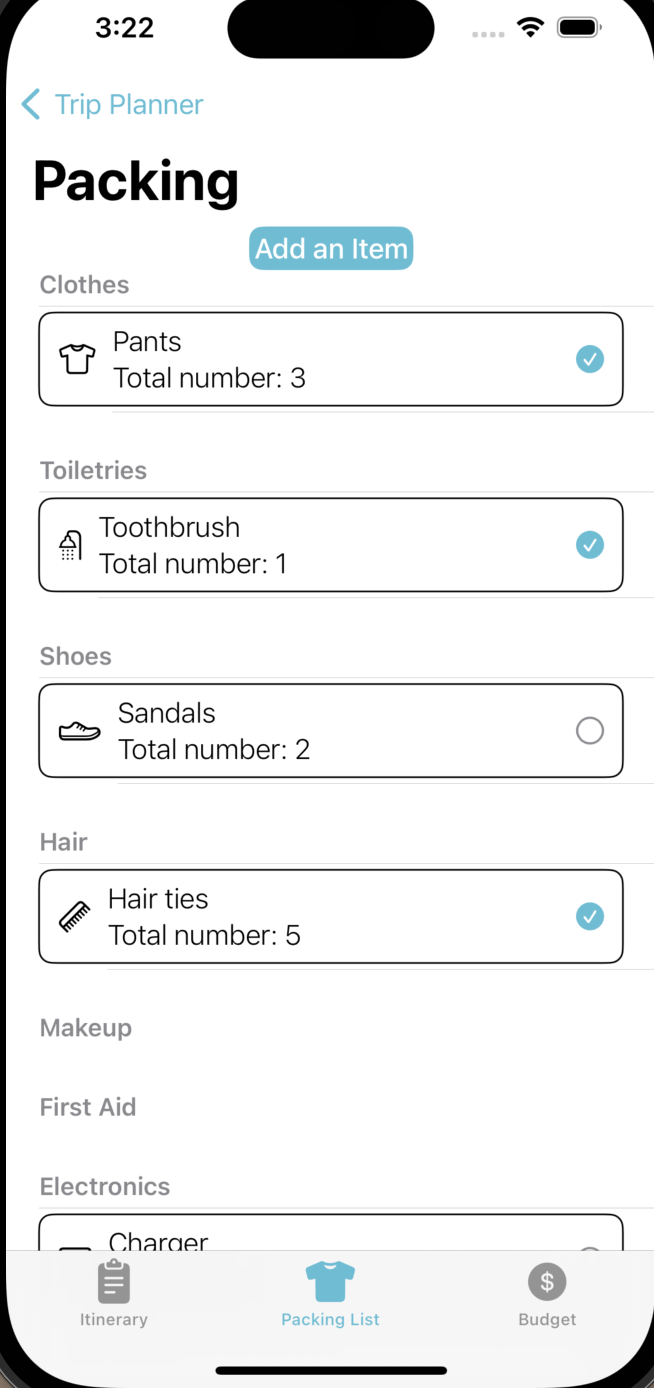 3:22
Trip Planner
Packing
Add an Item
Clothes
Pants
Total number: 3
Toiletries
Toothbrush
Total number: 1
Shoes
Sandals
Total number: 2
Hair
Hair ties
Total number: 5
Makeup
First Aid
Electronics
Charger
$
Itinerary
Packing List
Budget